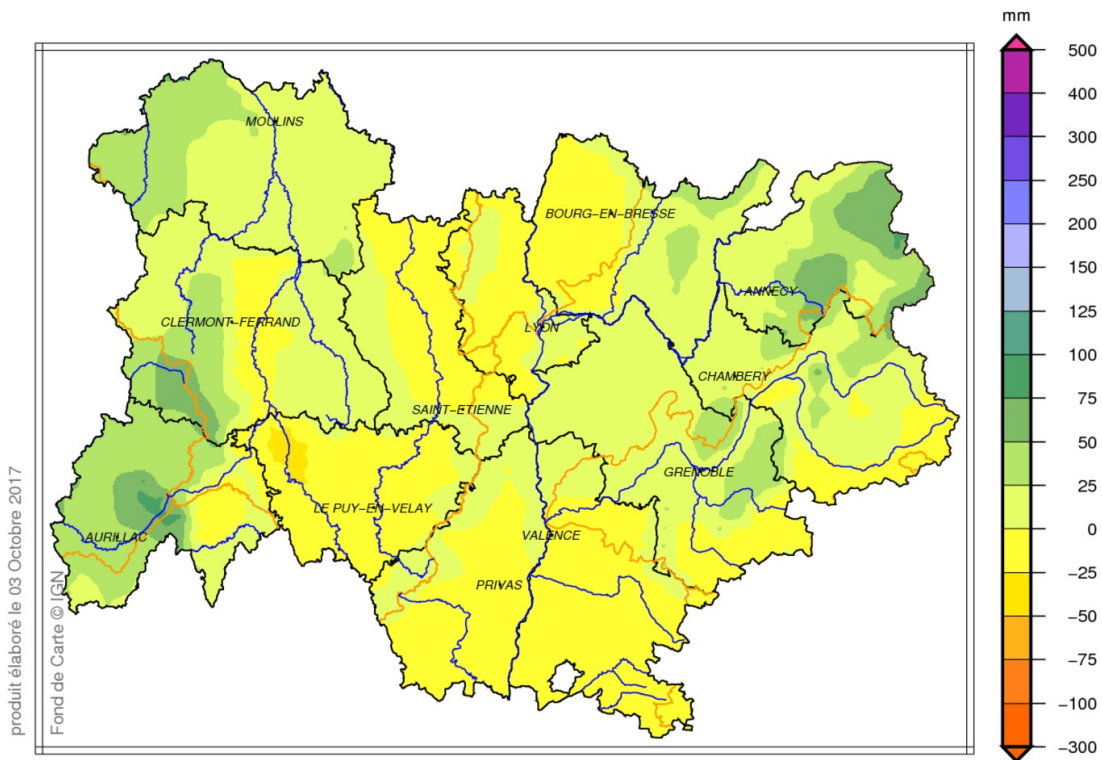 mm
500
400
300
250
200
150
125
100
75
50
25
0
−25
−50
−75
−100
−300
MOULINS
BOURG−EN−BRESSE
ANNECY
CLERMONT−FERRAND
LYON
CHAMBERY
SAINT−ETIENNE
GRENOBLE
LE PUY−EN−VELAY
AURILLAC
VALENCE
PRIVAS
produit élaboré le 03 Octobre 2017
Fond de Carte © IGN